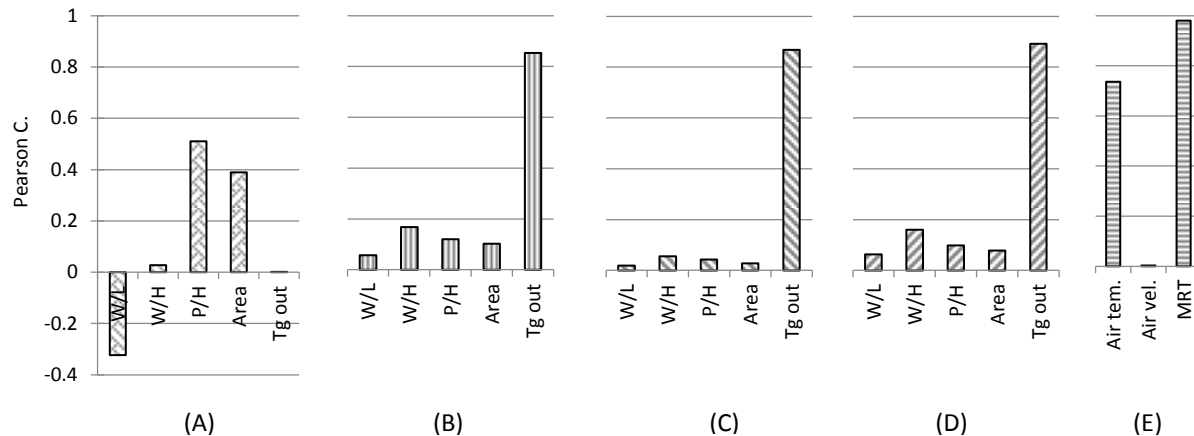 Pearson C.
1
0.8
0.6
0.4
0.2
0
-0.2
-0.4
W/L
W/H
P/H
Area
Tg out
W/L
W/H
P/H
Area
Tg out
W/L
W/H
P/H
Area
Tg out
W/L
W/H
P/H
Area
Tg out
Air tem.
Air vel.
MRT
(A) (B) (C) (D) (E)